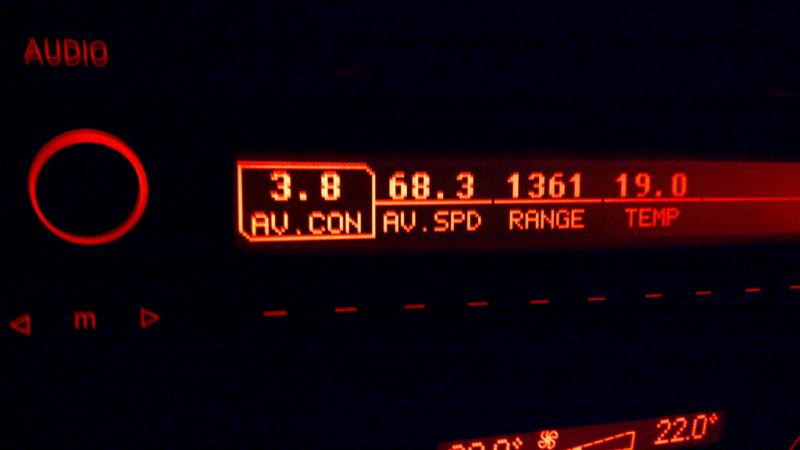 AUDIO
3.8 68.3 1361 19.0
AV.CON AV.SPD RANGE TEMP
m
22.0°